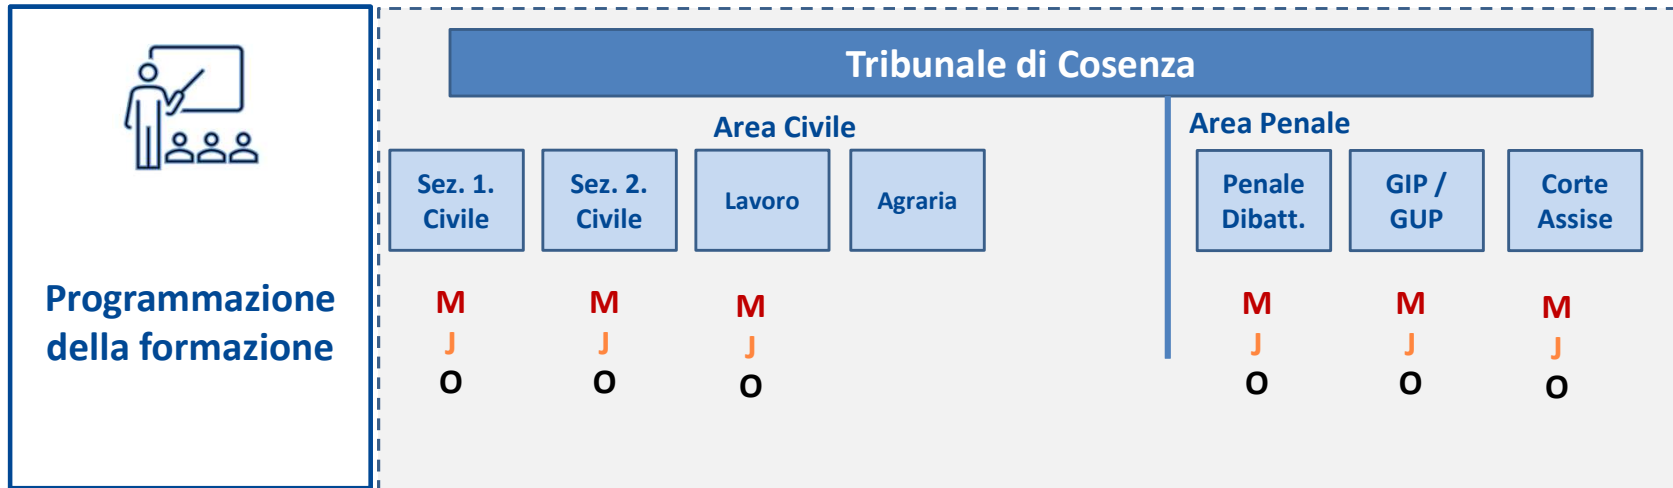 Programmazione
della formazione
Tribunale di Cosenza
Area Civile
Area Penale
Sez. 1.
Civile
Sez. 2.
Civile
Lavoro
Agraria
Penale
Dibatt.
GIP /
GUP
Corte
Assise
M
J
O
M
J
O
M
J
O
M
J
O
M
J
O
M
J
O